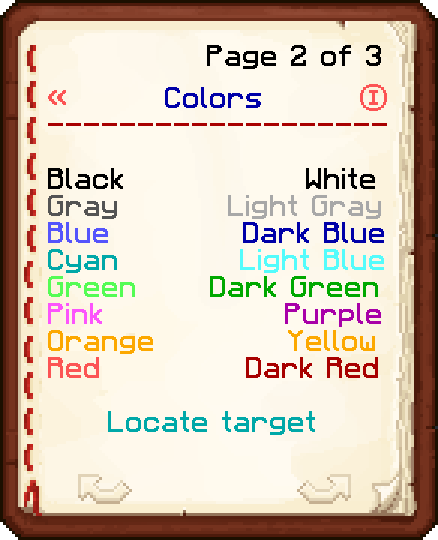 Page 2 of 3
« Colors I
Black White
Gray Light Gray
Blue Dark Blue
Cyan Light Blue
Green Dark Green
Pink Purple
Orange Yellow
Red Dark Red
Locate target